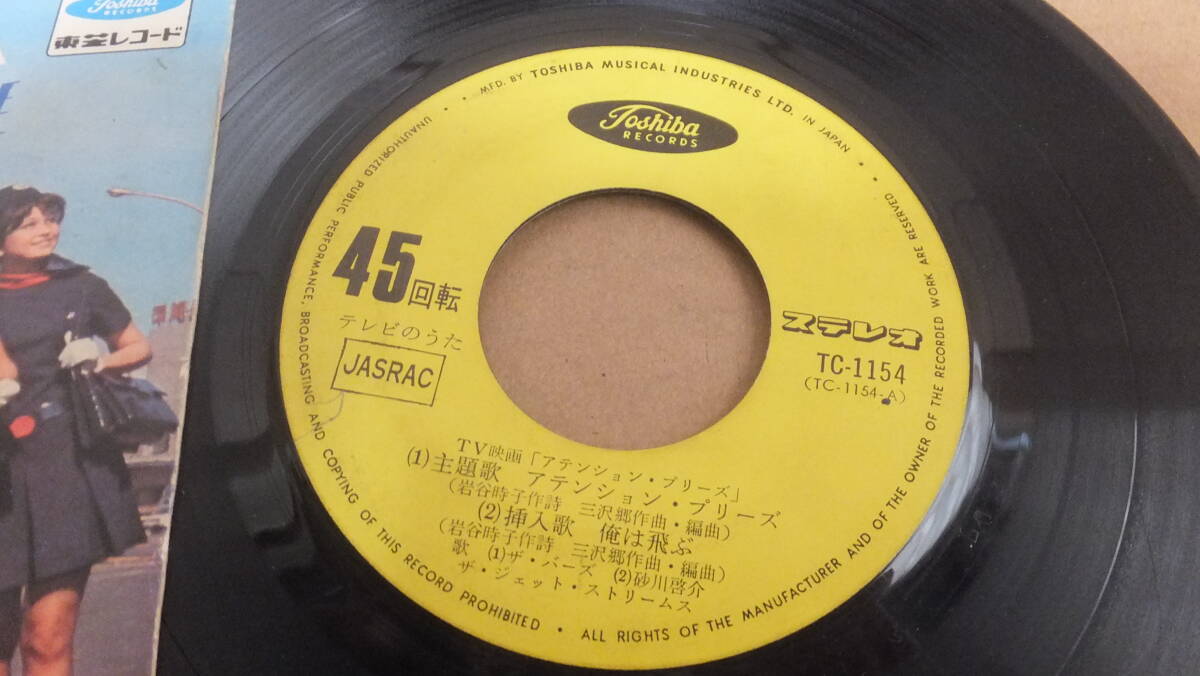 Toshiba
RECORDS
東芝レコード
MFD. BY TOSHIBA MUSICAL INDUSTRIES LTD. IN JAPAN
Toshiba
RECORDS
45回転
テレビのうた
JASRAC
ステレオ
TC-1154
(TC-1154-A)
TV映画「アテンション・プリーズ」
(1)主題歌 アテンション・プリーズ
(岩谷時子作詩 三沢郷作曲・編曲)
(2)挿入歌 俺は飛ぶ
(岩谷時子作詩 三沢郷作曲・編曲)
歌 (1)ザ・バーズ (2)砂川啓介
ザ・ジェット・ストリームス
UNAUTHORIZED PUBLIC PERFORMANCE, BROADCASTING AND COPYING OF THIS RECORD PROHIBITED • ALL RIGHTS OF THE MANUFACTURER AND OF THE OWNER OF THE RECORDED WORK ARE RESERVED